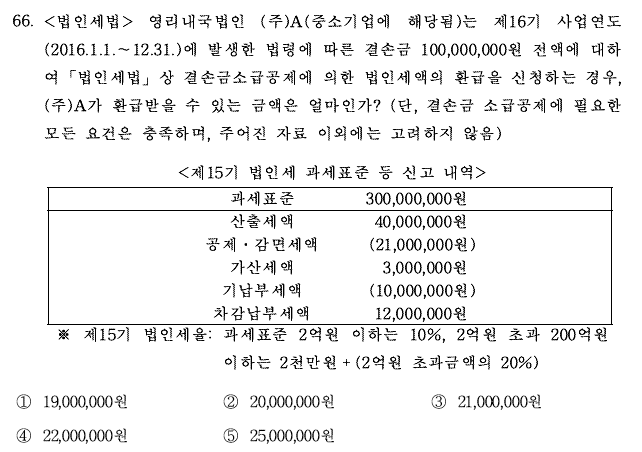 66. <법인세법> 영리내국법인 (주)A(중소기업에 해당됨)는 제16기 사업연도
(2016.1.1.～12.31.)에 발생한 법령에 따른 결손금 100,000,000원 전액에 대하
여「법인세법」상 결손금소급공제에 의한 법인세액의 환급을 신청하는 경우,
(주)A가 환급받을 수 있는 금액은 얼마인가? (단, 결손금 소급공제에 필요한
모든 요건은 충족하며, 주어진 자료 이외에는 고려하지 않음)
<제15기 법인세 과세표준 등 신고 내역>
과세표준 300,000,000원
산출세액 40,000,000원
공제·감면세액 (21,000,000원)
가산세액 3,000,000원
기납부세액 (10,000,000원)
차감납부세액 12,000,000원
※ 제15기 법인세율: 과세표준 2억원 이하는 10%, 2억원 초과 200억원
이하는 2천만원+(2억원 초과금액의 20%)
① 19,000,000원 ② 20,000,000원 ③ 21,000,000원
④ 22,000,000원 ⑤ 25,000,000원